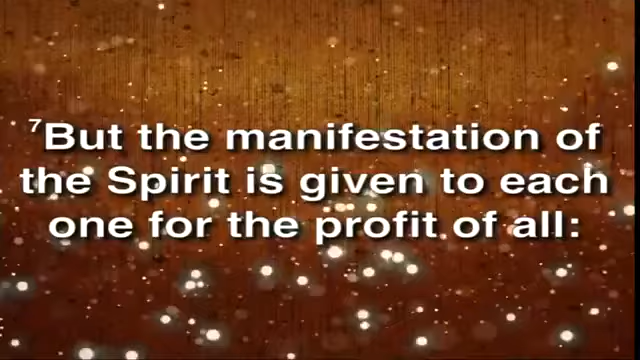 ⁷But the manifestation of
the Spirit is given to each
one for the profit of all: